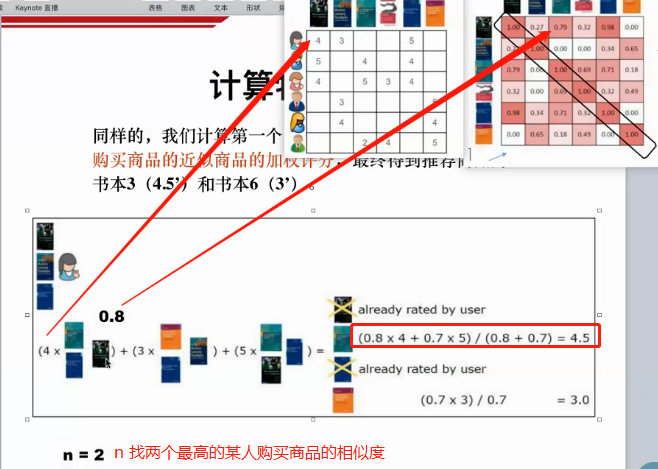 Keynote 直播
表格 图表 文本 形状
4 3 5
5 4 4
4 5 3 4
3
4
2 4
1.00 0.27 0.79 0.32 0.98 0.00
1.00 0.00 0.00 0.34 0.65
0.79 0.00 1.00 0.69 0.71 0.18
0.32 0.00 0.69 1.00 0.32 0.49
0.98 0.34 0.71 0.32 1.00 0.00
0.00 0.65 0.18 0.49 0.00 1.00
计算
同样的，我们计算第一个
购买商品的近似商品的加权评分，最终得到推荐
书本3（4.5'）和书本6（3'）。
0.8
already rated by user
(4 x ) + (3 x ) + (5 x ) =
(0.8 x 4 + 0.7 x 5) / (0.8 + 0.7) = 4.5
already rated by user
(0.7 x 3) / 0.7 = 3.0
n = 2 n 找两个最高的某人购买商品的相似度